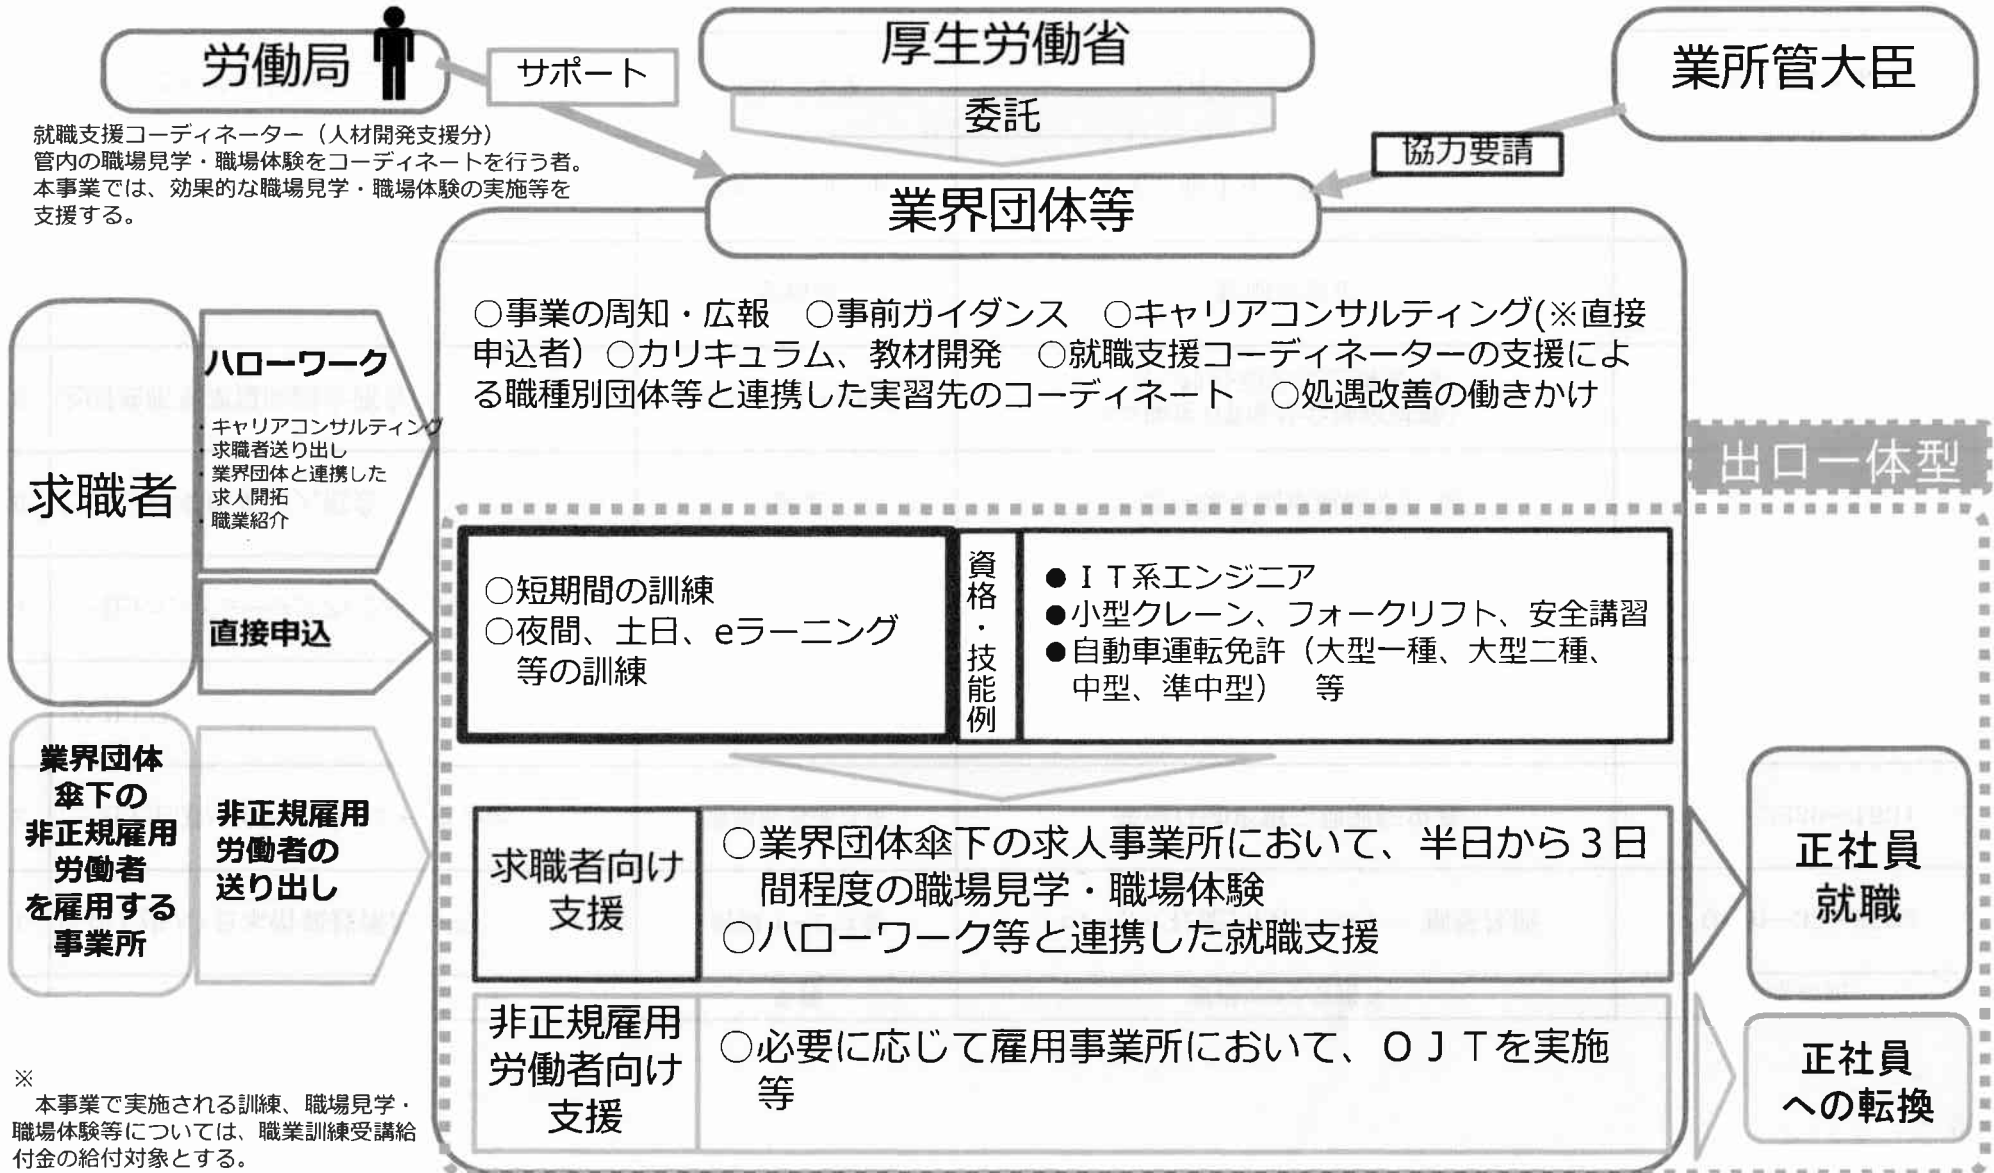 労働局
サポート
厚生労働省
委託
業所管大臣
協力要請
就職支援コーディネーター（人材開発支援分）
管内の職場見学・職場体験をコーディネートを行う者。
本事業では、効果的な職場見学・職場体験の実施等を
支援する。
業界団体等
○事業の周知・広報　○事前ガイダンス　○キャリアコンサルティング(※直接
申込者）○カリキュラム、教材開発　○就職支援コーディネーターの支援によ
る職種別団体等と連携した実習先のコーディネート　○処遇改善の働きかけ
求職者
ハローワーク
・キャリアコンサルティング
・求職者送り出し
・業界団体と連携した
求人開拓
・職業紹介
直接申込
出口一体型
○短期間の訓練
○夜間、土日、eラーニング
等の訓練
資格・技能例
●ＩＴ系エンジニア
●小型クレーン、フォークリフト、安全講習
●自動車運転免許（大型一種、大型二種、
中型、準中型）　等
業界団体
傘下の
非正規雇用
労働者
を雇用する
事業所
非正規雇用
労働者の
送り出し
求職者向け
支援
○業界団体傘下の求人事業所において、半日から３日
間程度の職場見学・職場体験
○ハローワーク等と連携した就職支援
正社員
就職
非正規雇用
労働者向け
支援
○必要に応じて雇用事業所において、ＯＪＴを実施
等
正社員
への転換
※
本事業で実施される訓練、職場見学・
職場体験等については、職業訓練受講給
付金の給付対象とする。